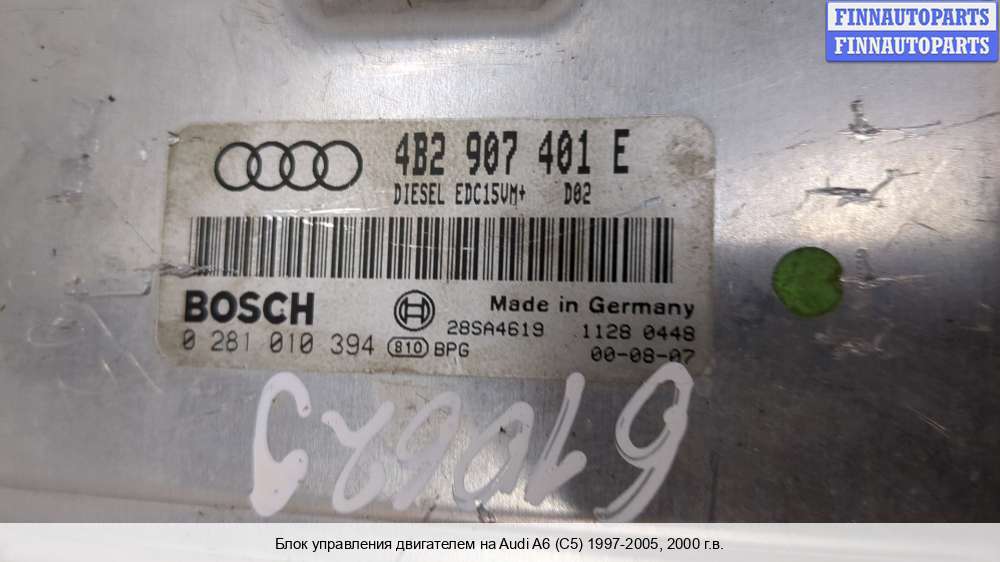 FINNAUTOPARTS
FINNAUTOPARTS
4B2 907 401 E
DIESEL EDC15VM+ D02
BOSCH
Made in Germany
28SA4619 1128 0448
0 281 010 394 810 BPG
00-08-07
Блок управления двигателем на Audi A6 (C5) 1997-2005, 2000 г.в.